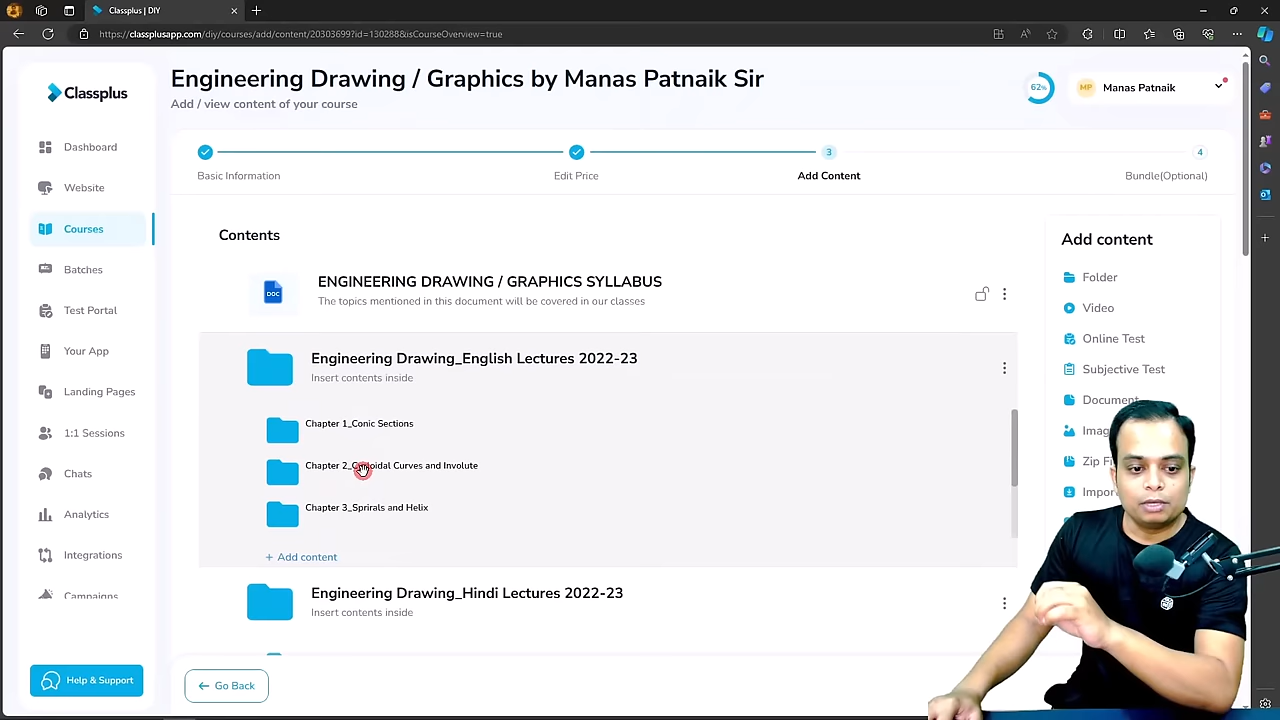 Classplus | DIY
https://classplusapp.com/diy/courses/add/content/20303699?id=130288&isCourseOverview=true
Classplus
Engineering Drawing / Graphics by Manas Patnaik Sir
Add / view content of your course
62%
MP
Manas Patnaik
Dashboard
Website
Courses
Batches
Test Portal
Your App
Landing Pages
1:1 Sessions
Chats
Analytics
Integrations
Campaigns
Help & Support
3
4
Basic Information
Edit Price
Add Content
Bundle(Optional)
Contents
DOC
ENGINEERING DRAWING / GRAPHICS SYLLABUS
The topics mentioned in this document will be covered in our classes
Engineering Drawing_English Lectures 2022-23
Insert contents inside
Chapter 1_Conic Sections
Chapter 2_ Curves and Involute
Chapter 3_Sprirals and Helix
+ Add content
Engineering Drawing_Hindi Lectures 2022-23
Insert contents inside
Go Back
Add content
Folder
Video
Online Test
Subjective Test
Document
Imag
Zip Fi
Impor